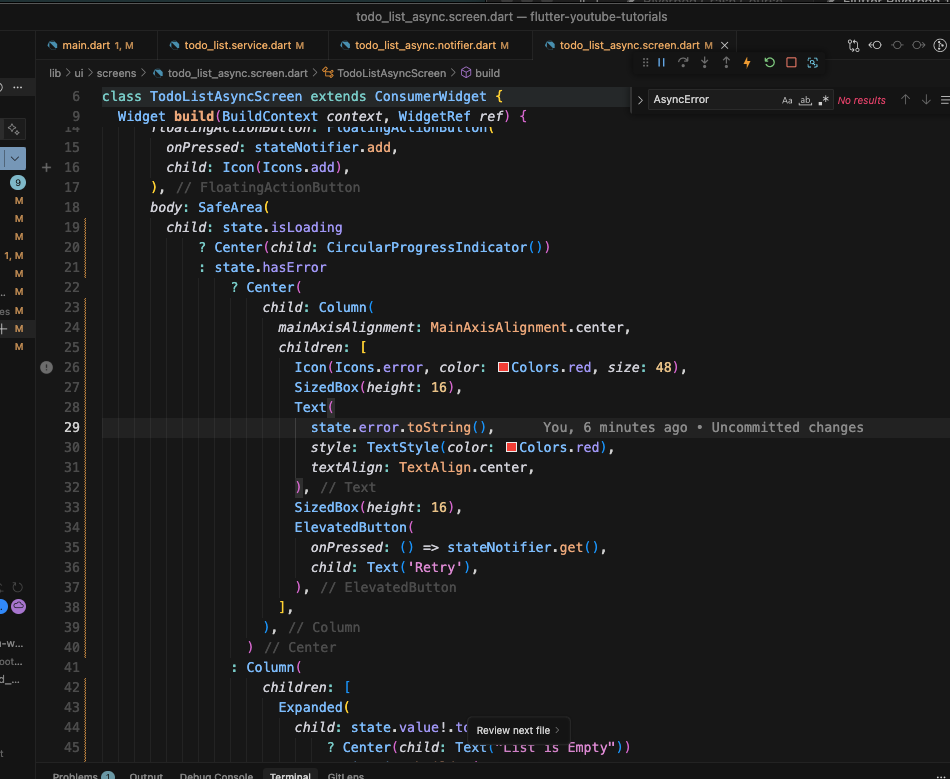 todo_list_async.screen.dart — flutter-youtube-tutorials
main.dart 1, M
todo_list.service.dart M
todo_list_async.notifier.dart M
todo_list_async.screen.dart M ×
lib > ui > screens > todo_list_async.screen.dart > TodoListAsyncScreen > build
AsyncError
Aa ab .* No results
6 class TodoListAsyncScreen extends ConsumerWidget {
9 Widget build(BuildContext context, WidgetRef ref) {
14 floatingActionButton: FloatingActionButton(
15 onPressed: stateNotifier.add,
16 child: Icon(Icons.add),
17 ), // FloatingActionButton
18 body: SafeArea(
19 child: state.isLoading
20 ? Center(child: CircularProgressIndicator())
21 : state.hasError
22 ? Center(
23 child: Column(
24 mainAxisAlignment: MainAxisAlignment.center,
25 children: [
26 Icon(Icons.error, color: Colors.red, size: 48),
27 SizedBox(height: 16),
28 Text(
29 state.error.toString(), You, 6 minutes ago • Uncommitted changes
30 style: TextStyle(color: Colors.red),
31 textAlign: TextAlign.center,
32 ), // Text
33 SizedBox(height: 16),
34 ElevatedButton(
35 onPressed: () => stateNotifier.get(),
36 child: Text('Retry'),
37 ), // ElevatedButton
38 ],
39 ), // Column
40 ) // Center
41 : Column(
42 children: [
43 Expanded(
44 child: state.value!.to
45 ? Center(child: Text("List is Empty"))
Review next file >
9
M
M
M
1, M
M
M
es M
M
M
Problems 1 Output Debug Console Terminal GitLens